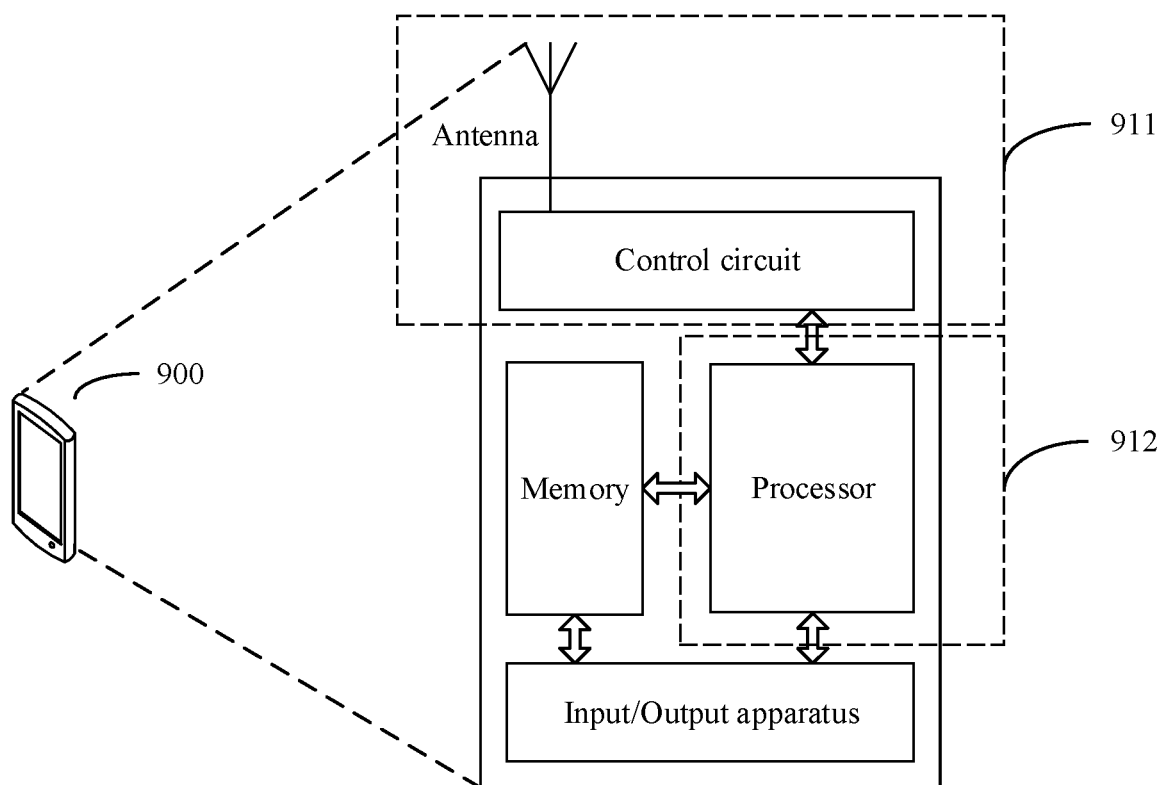 911
Antenna
Control circuit
900
912
Memory
Processor
Input/Output apparatus